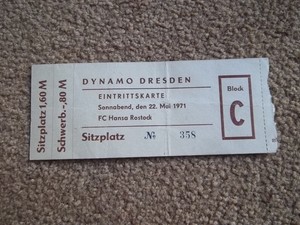 Sitzplatz 1,60 M
Schwerb. -,80 M
DYNAMO DRESDEN
EINTRITTSKARTE
Sonnabend, den 22. Mai 1971
FC Hansa Rostock
Sitzplatz № 358
Block
C